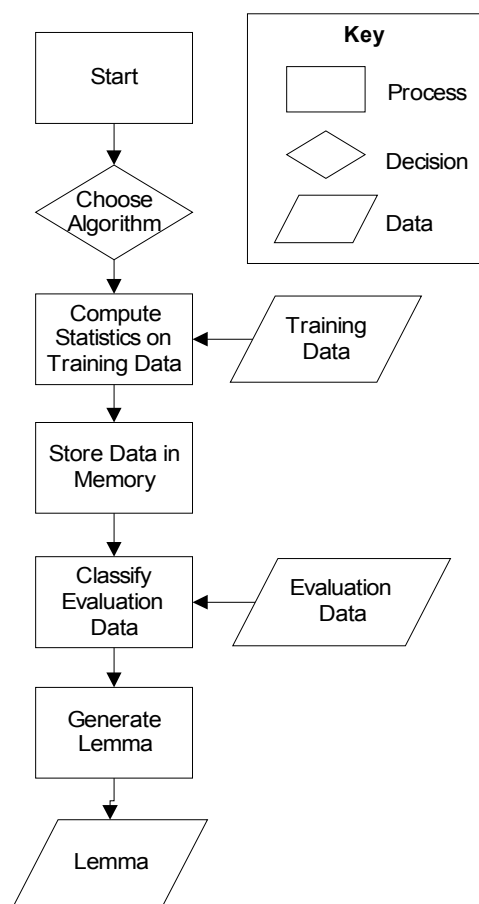 Start
Choose
Algorithm
Compute
Statistics on
Training Data
Training
Data
Store Data in
Memory
Classify
Evaluation
Data
Evaluation
Data
Generate
Lemma
Lemma
Key
Process
Decision
Data